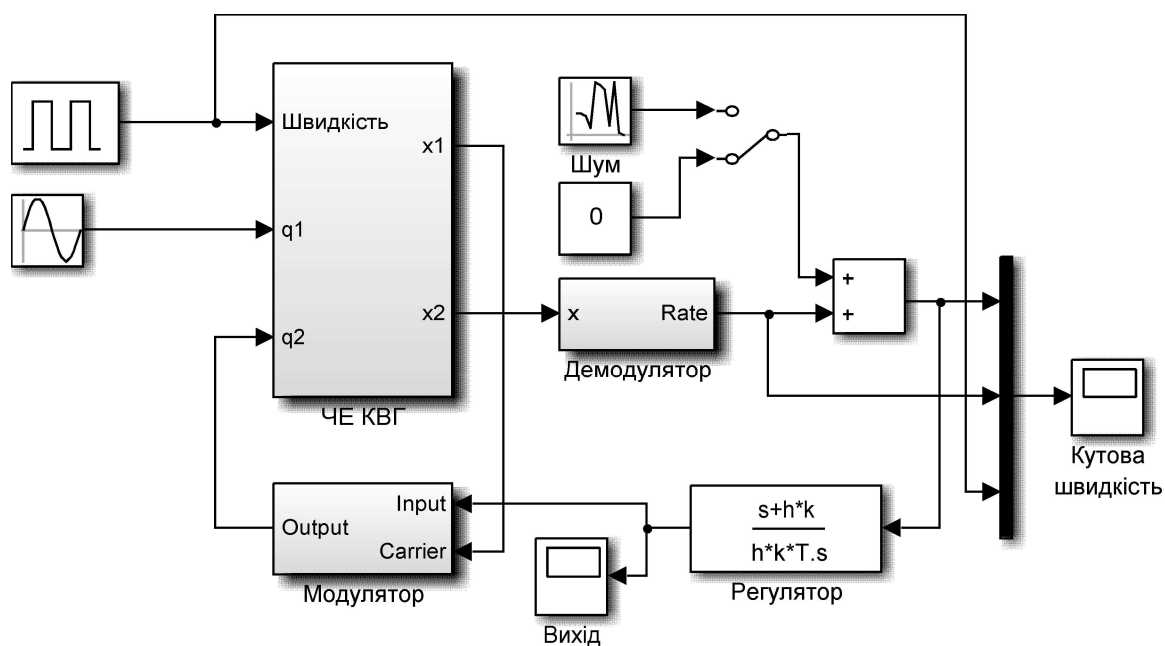 Швидкість
x1
q1
x2
q2
ЧЕ КВГ
Шум
0
x
Rate
Демодулятор
+
+
Кутова
швидкість
Input
Output
Carrier
Модулятор
Вихід
s+h*k
h*k*T.s
Регулятор